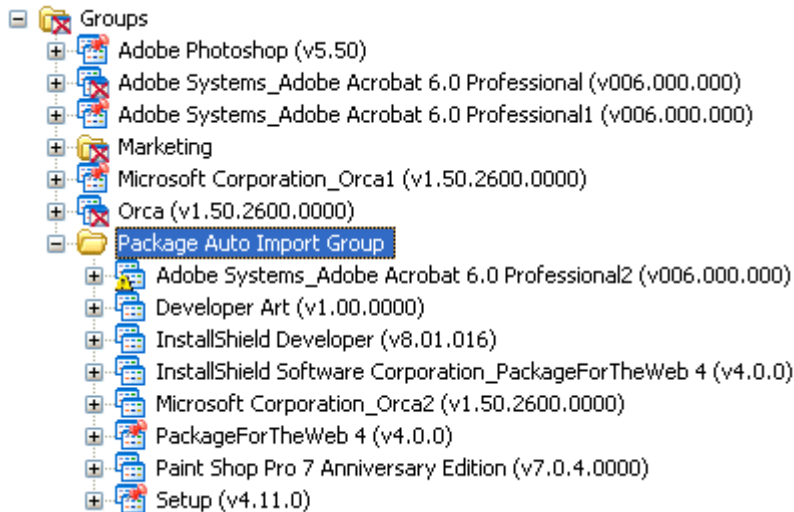 Groups
Adobe Photoshop (v5.50)
Adobe Systems_Adobe Acrobat 6.0 Professional (v006.000.000)
Adobe Systems_Adobe Acrobat 6.0 Professional1 (v006.000.000)
Marketing
Microsoft Corporation_Orca1 (v1.50.2600.0000)
Orca (v1.50.2600.0000)
Package Auto Import Group
Adobe Systems_Adobe Acrobat 6.0 Professional2 (v006.000.000)
Developer Art (v1.00.0000)
InstallShield Developer (v8.01.016)
InstallShield Software Corporation_PackageForTheWeb 4 (v4.0.0)
Microsoft Corporation_Orca2 (v1.50.2600.0000)
PackageForTheWeb 4 (v4.0.0)
Paint Shop Pro 7 Anniversary Edition (v7.0.4.0000)
Setup (v4.11.0)